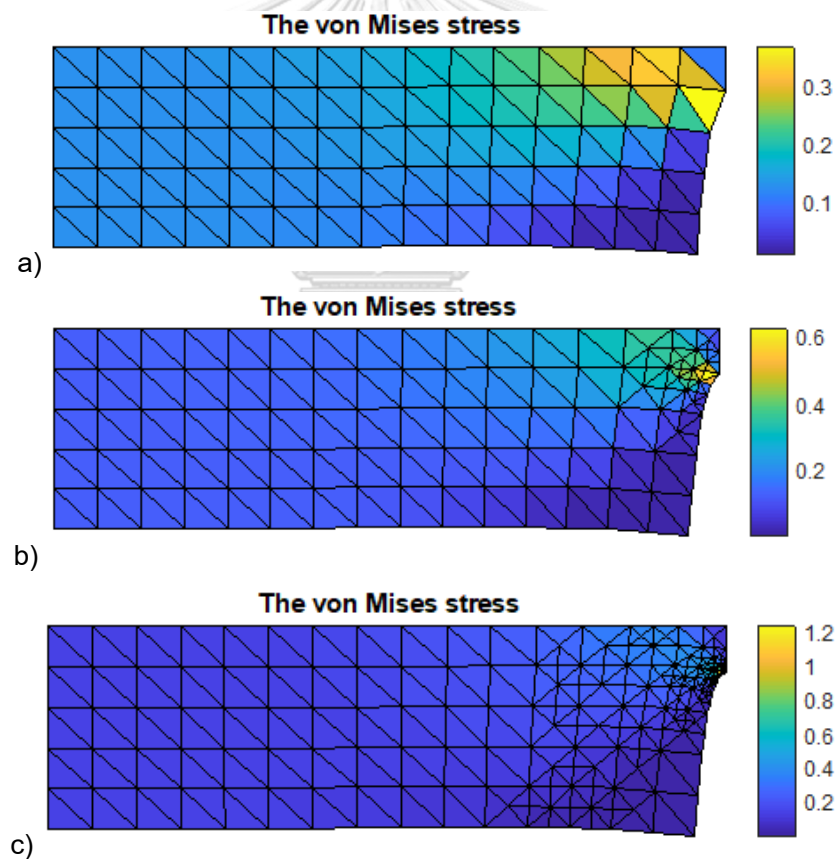 The von Mises stress
0.3
0.2
0.1
a)
The von Mises stress
0.6
0.4
0.2
b)
The von Mises stress
1.2
1
0.8
0.6
0.4
0.2
c)